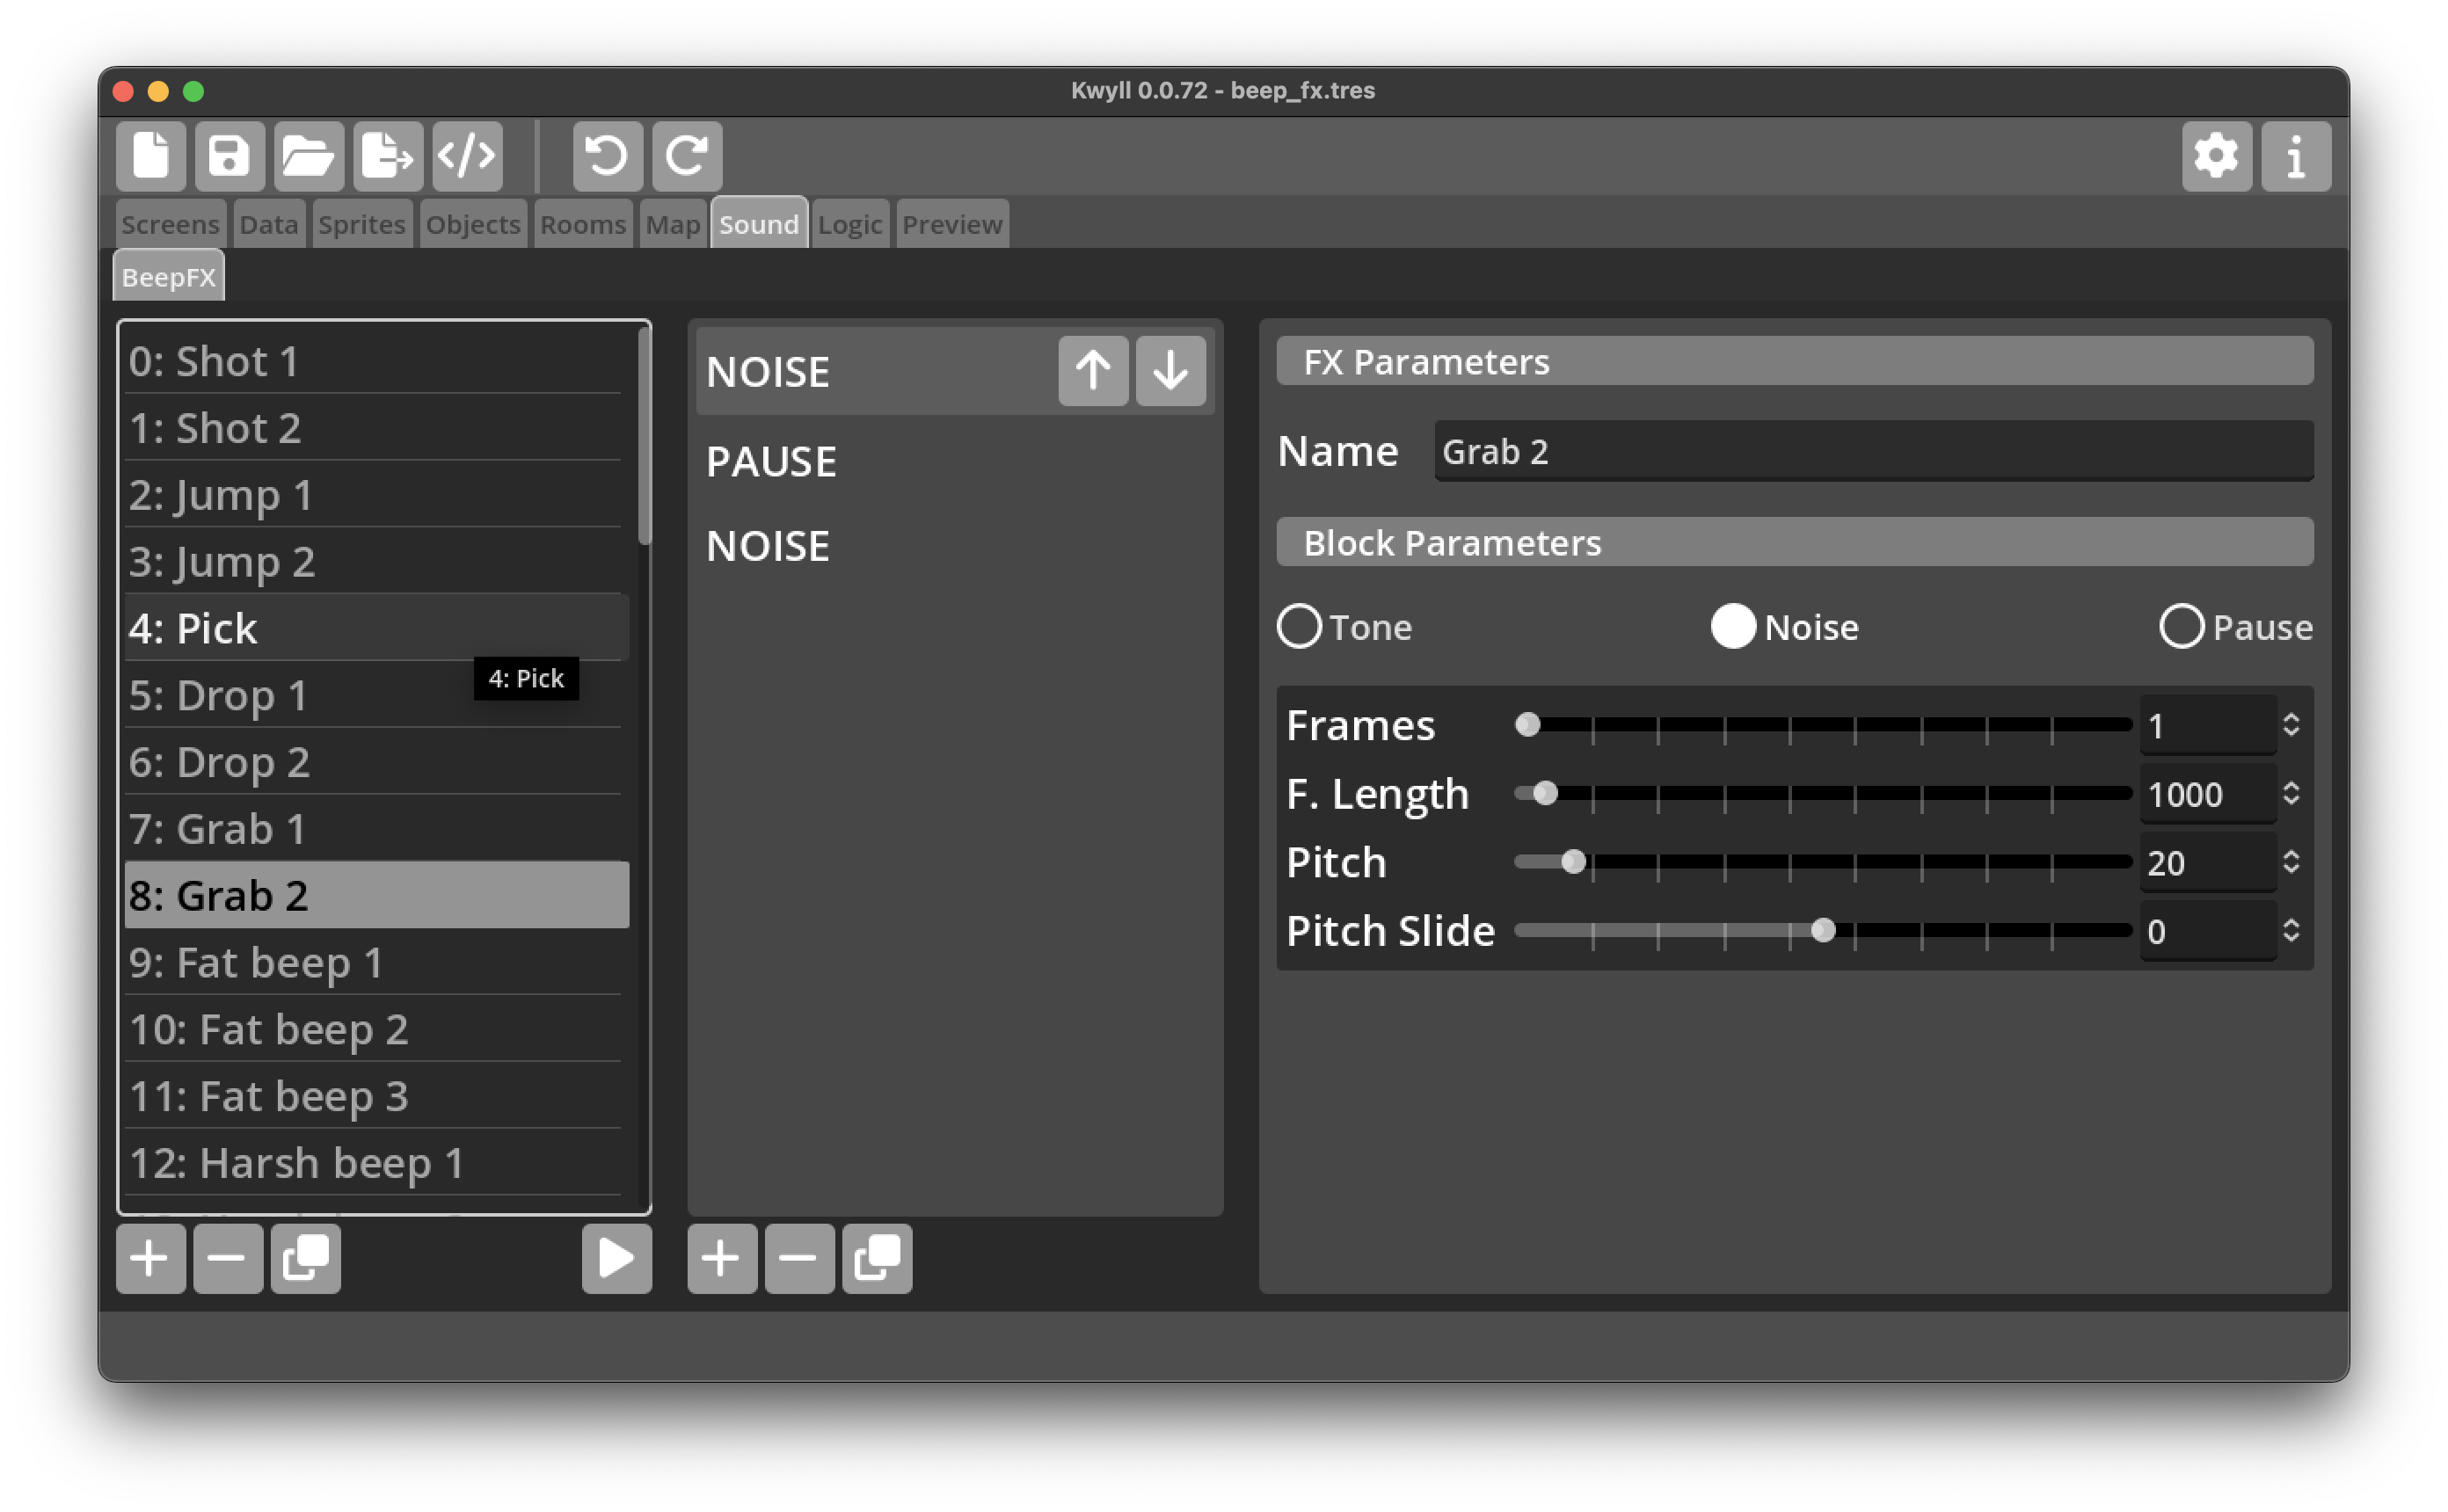 Kwyll 0.0.72 - beep_fx.tres
Screens Data Sprites Objects Rooms Map Sound Logic Preview
BeepFX
0: Shot 1
1: Shot 2
2: Jump 1
3: Jump 2
4: Pick
4: Pick
5: Drop 1
6: Drop 2
7: Grab 1
8: Grab 2
9: Fat beep 1
10: Fat beep 2
11: Fat beep 3
12: Harsh beep 1
NOISE
PAUSE
NOISE
FX Parameters
Name Grab 2
Block Parameters
Tone Noise Pause
Frames 1
F. Length 1000
Pitch 20
Pitch Slide 0